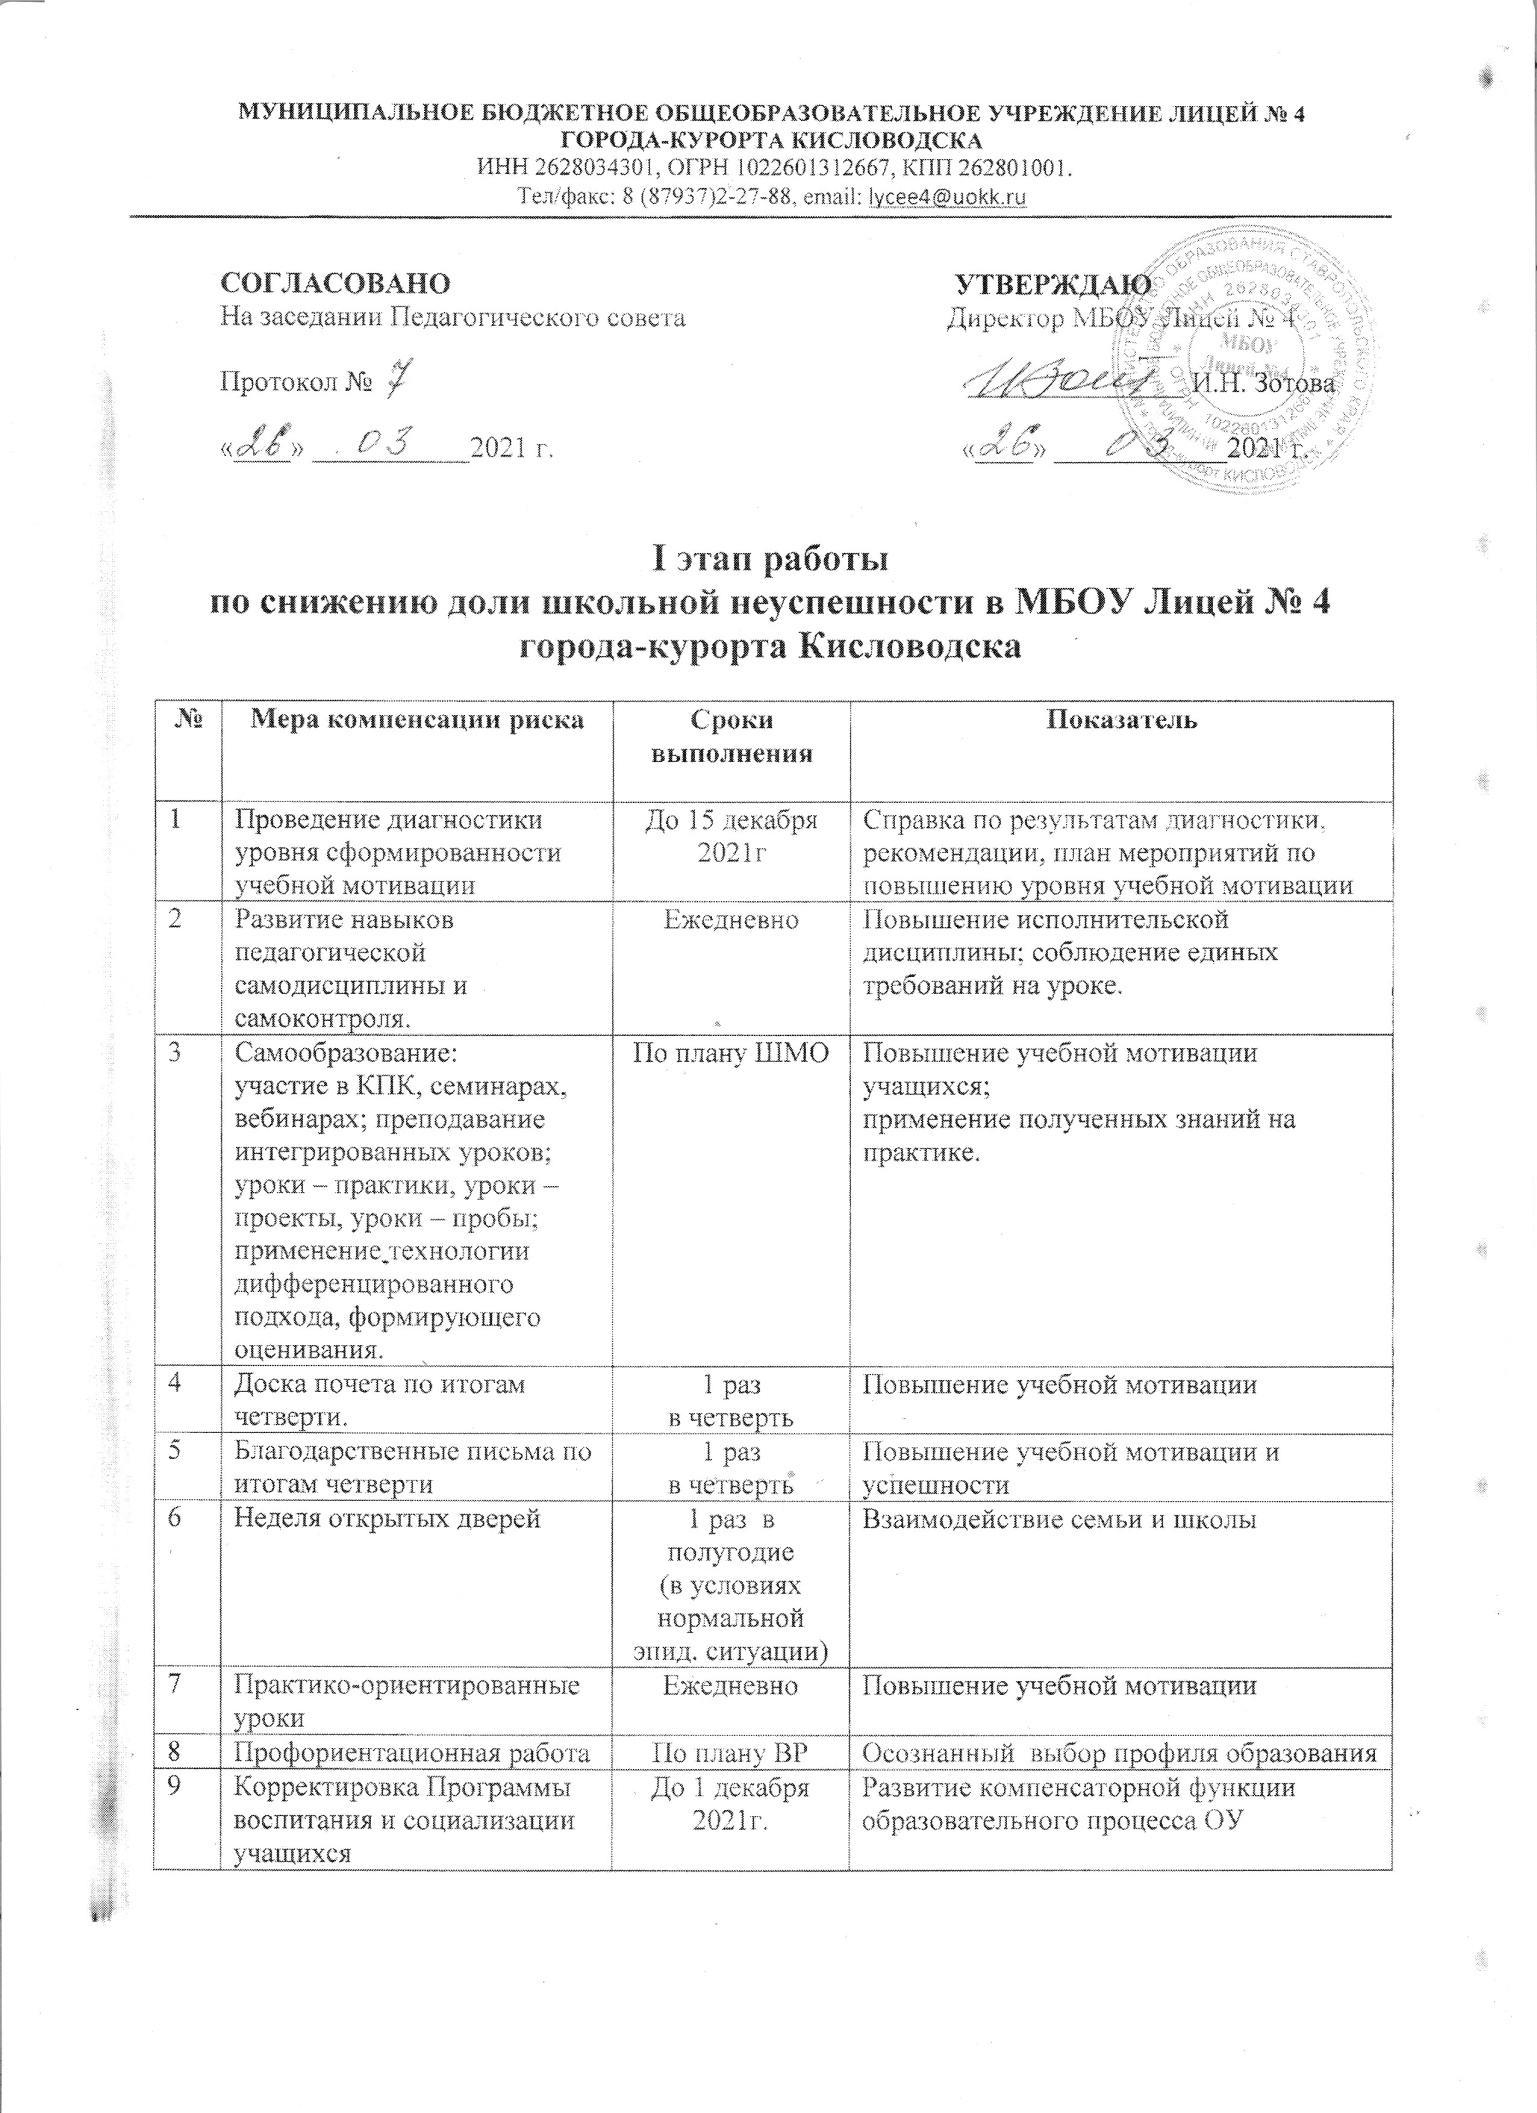 МУНИЦИПАЛЬНОЕ БЮДЖЕТНОЕ ОБЩЕОБРАЗОВАТЕЛЬНОЕ УЧРЕЖДЕНИЕ ЛИЦЕЙ № 4
ГОРОДА-КУРОРТА КИСЛОВОДСКА
ИНН 2628034301, ОГРН 1022601312667, КПП 262801001.
Тел/факс: 8 (87937)2-27-88, email: lycee4@uokk.ru
СОГЛАСОВАНО
На заседании Педагогического совета
Протокол № 7
«26» 03 2021 г.
УТВЕРЖДАЮ
Директор МБОУ Лицей № 4
И.Н. Зотова
«26» 03 2021 г.
МБОУ
Лицей №4
I этап работы
по снижению доли школьной неуспешности в МБОУ Лицей № 4
города-курорта Кисловодска
№
Мера компенсации риска
Сроки
выполнения
Показатель
1
Проведение диагностики
уровня сформированности
учебной мотивации
До 15 декабря
2021г
Справка по результатам диагностики,
рекомендации, план мероприятий по
повышению уровня учебной мотивации
2
Развитие навыков
педагогической
самодисциплины и
самоконтроля.
Ежедневно
Повышение исполнительской
дисциплины; соблюдение единых
требований на уроке.
3
Самообразование:
участие в КПК, семинарах,
вебинарах; преподавание
интегрированных уроков;
уроки – практики, уроки –
проекты, уроки – пробы;
применение технологии
дифференцированного
подхода, формирующего
оценивания.
По плану ШМО
Повышение учебной мотивации
учащихся;
применение полученных знаний на
практике.
4
Доска почета по итогам
четверти.
1 раз
в четверть
Повышение учебной мотивации
5
Благодарственные письма по
итогам четверти
1 раз
в четверть
Повышение учебной мотивации и
успешности
6
Неделя открытых дверей
1 раз в
полугодие
(в условиях
нормальной
эпид. ситуации)
Взаимодействие семьи и школы
7
Практико-ориентированные
уроки
Ежедневно
Повышение учебной мотивации
8
Профориентационная работа
По плану ВР
Осознанный выбор профиля образования
9
Корректировка Программы
воспитания и социализации
учащихся
До 1 декабря
2021г.
Развитие компенсаторной функции
образовательного процесса ОУ